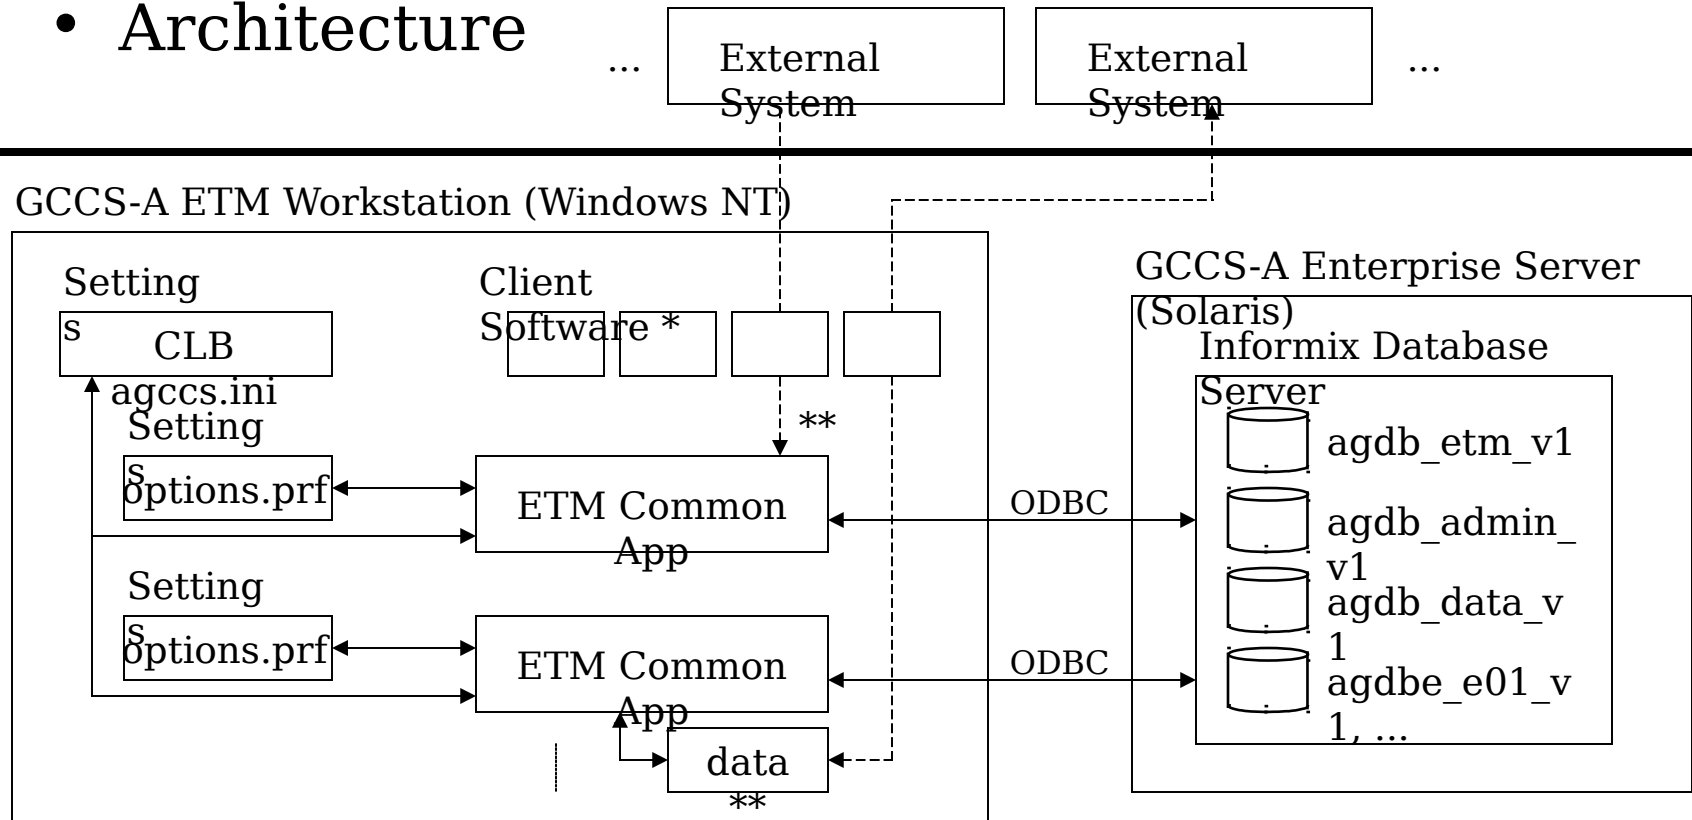 • Architecture
... External
System
External
System
...
GCCS-A ETM Workstation (Windows NT)
Setting
s
CLB
agccs.ini
Client
Software *
**
Setting
s
options.prf
ETM Common
App
Setting
s
options.prf
ETM Common
App
data
**
ODBC
ODBC
GCCS-A Enterprise Server
(Solaris)
Informix Database
Server
agdb_etm_v1
agdb_admin_
v1
agdb_data_v
1
agdbe_e01_v
1, ...